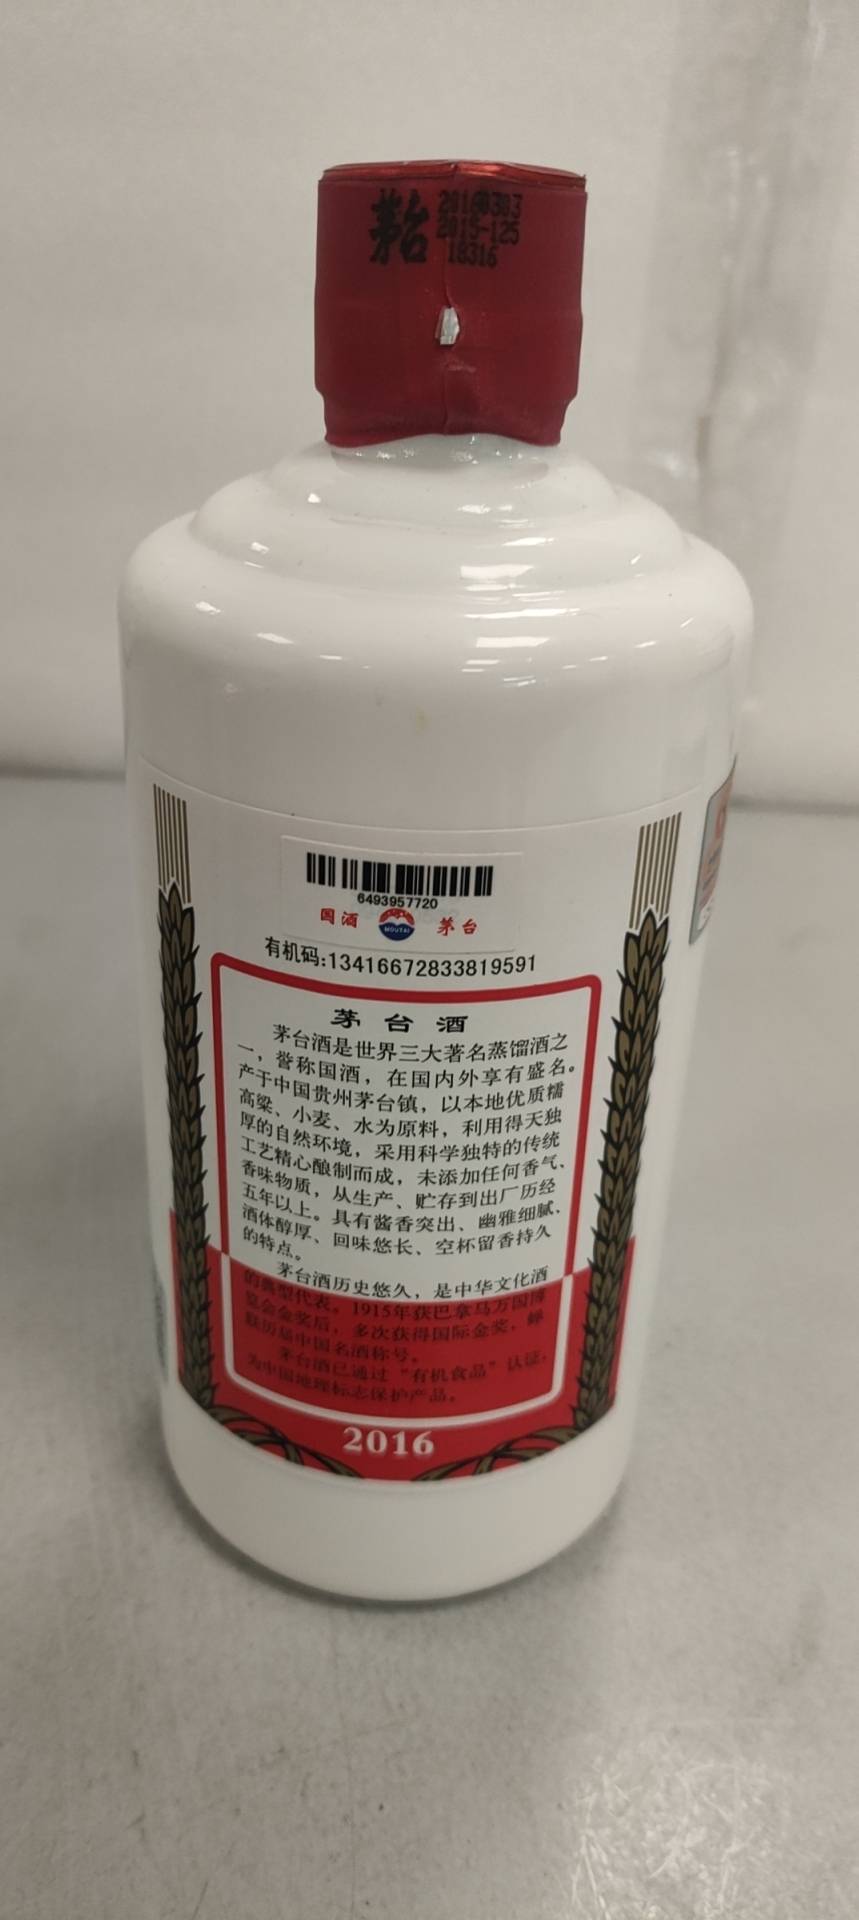 茅台
20160303
2015-125
18316
6493957720
国酒
MOUTAI
茅台
有机码:13416672833819591
茅台酒
茅台酒是世界三大著名蒸馏酒之
一，誉称国酒，在国内外享有盛名。
产于中国贵州茅台镇，以本地优质糯
高粱、小麦、水为原料，利用得天独
厚的自然环境，采用科学独特的传统
工艺精心酿制而成，未添加任何香气、
香味物质，从生产、贮存到出厂历经
五年以上。具有酱香突出、幽雅细腻、
酒体醇厚、回味悠长、空杯留香持久
的特点。
茅台酒历史悠久，是中华文化酒
的典型代表。1915年获巴拿马万国博
览会金奖后，多次获得国际金奖，蝉
联历届中国名酒称号。
茅台酒已通过“有机食品”认证，
为中国地理标志保护产品。
2016